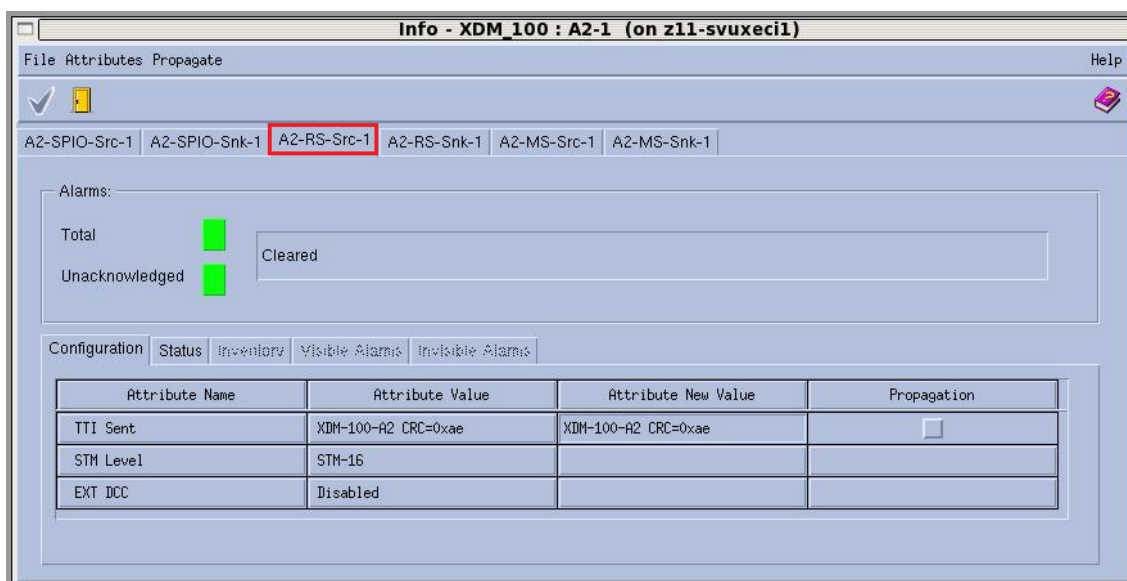 Info - XDM_100 : A2-1 (on z11-svuxeci1)
File Attributes Propagate Help
A2-SPIO-Src-1 A2-SPIO-Snk-1 A2-RS-Src-1 A2-RS-Snk-1 A2-MS-Src-1 A2-MS-Snk-1
Alarms:
Total
Cleared
Unacknowledged
Configuration Status Inventory Visible Alarms Invisible Alarms
Attribute Name Attribute Value Attribute New Value Propagation
TTI Sent XDM-100-A2 CRC=0xae XDM-100-A2 CRC=0xae
STM Level STM-16
EXT DCC Disabled